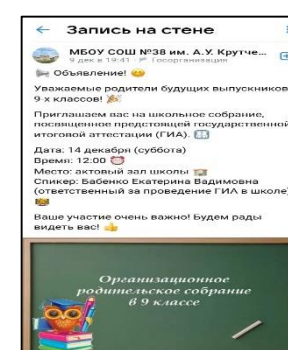 Запись на стене
МБОУ СОШ №38 им. А.У. Крутче...
9 дек в 19:41 · Госорганизация
Объявление!
Уважаемые родители будущих выпускников
9-х классов!
Приглашаем вас на школьное собрание,
посвященное предстоящей государственной
итоговой аттестации (ГИА).
Дата: 14 декабря (суббота)
Время: 12:00
Место: актовый зал школы
Спикер: Бабенко Екатерина Вадимовна
(ответственный за проведение ГИА в школе)
Ваше участие очень важно! Будем рады
видеть вас!
Организационное
родительское собрание
в 9 классе